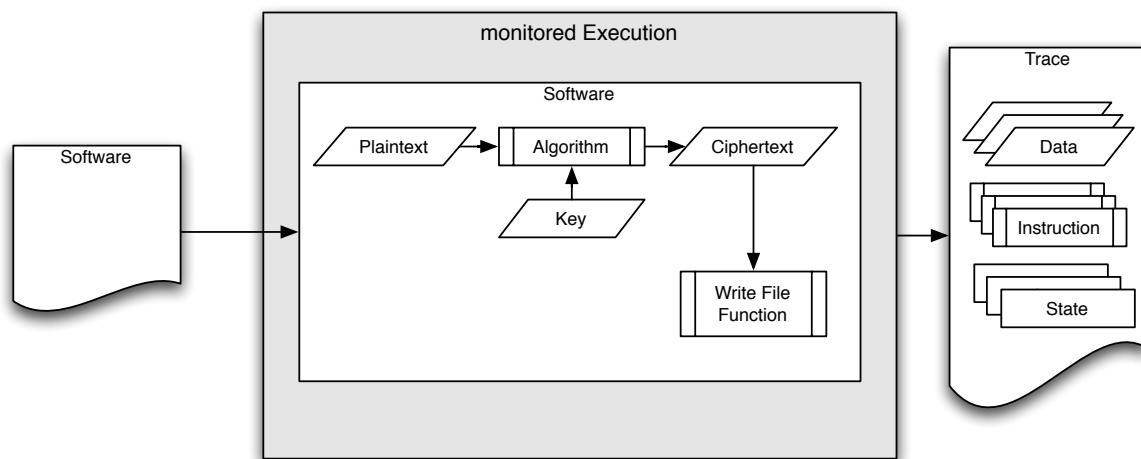 monitored Execution
Software
Plaintext
Algorithm
Ciphertext
Key
Write File
Function
Software
Trace
Data
Instruction
State